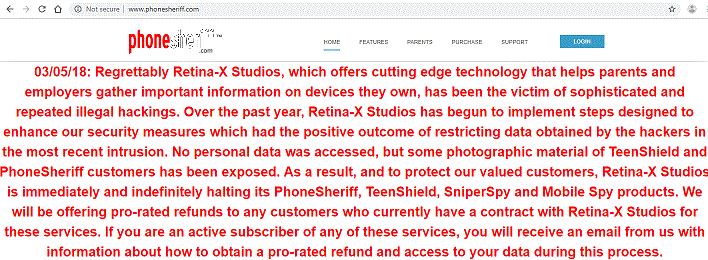 Not secure | www.phonesheriff.com
phonesheriff™
.com
HOME FEATURES PARENTS PURCHASE SUPPORT LOGIN
03/05/18: Regrettably Retina-X Studios, which offers cutting edge technology that helps parents and
employers gather important information on devices they own, has been the victim of sophisticated and
repeated illegal hackings. Over the past year, Retina-X Studios has begun to implement steps designed to
enhance our security measures which had the positive outcome of restricting data obtained by the hackers in
the most recent intrusion. No personal data was accessed, but some photographic material of TeenShield and
PhoneSheriff customers has been exposed. As a result, and to protect our valued customers, Retina-X Studios
is immediately and indefinitely halting its PhoneSheriff, TeenShield, SniperSpy and Mobile Spy products. We
will be offering pro-rated refunds to any customers who currently have a contract with Retina-X Studios for
these services. If you are an active subscriber of any of these services, you will receive an email from us with
information about how to obtain a pro-rated refund and access to your data during this process.